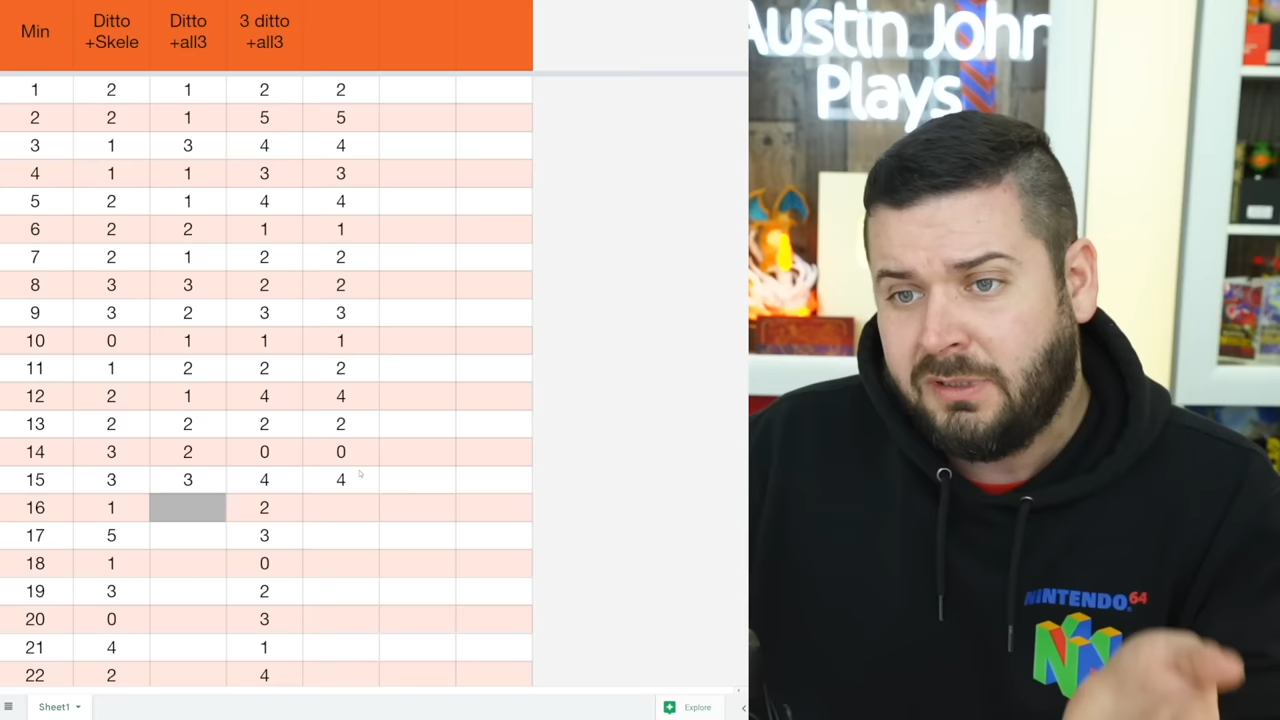 Min Ditto +Skele Ditto +all3 3 ditto +all3
1 2 1 2 2
2 2 1 5 5
3 1 3 4 4
4 1 1 3 3
5 2 1 4 4
6 2 2 1 1
7 2 1 2 2
8 3 3 2 2
9 3 2 3 3
10 0 1 1 1
11 1 2 2 2
12 2 1 4 4
13 2 2 2 2
14 3 2 0 0
15 3 3 4 4
16 1 2
17 5 3
18 1 0
19 3 2
20 0 3
21 4 1
22 2 4
Sheet1
Explore
Austin John
Plays
NINTENDO 64